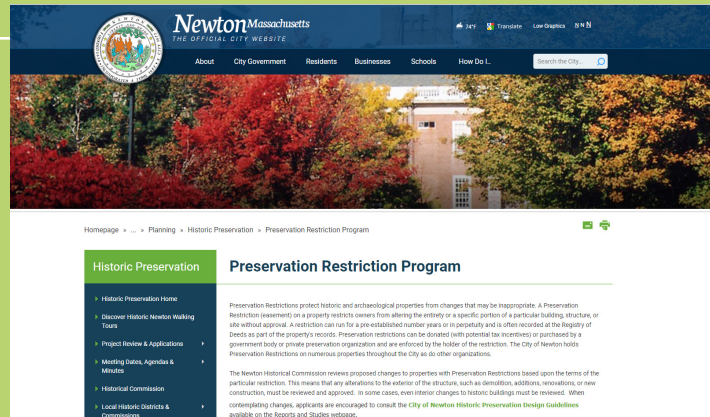 Newton Massachusetts
THE OFFICIAL CITY WEBSITE
74°F Translate Low Graphics N N N
About City Government Residents Businesses Schools How Do I...
Search the City...
Homepage » ... » Planning » Historic Preservation » Preservation Restriction Program
Historic Preservation
Historic Preservation Home
Discover Historic Newton Walking
Tours
Project Review & Applications
Meeting Dates, Agendas &
Minutes
Historical Commission
Local Historic Districts &
Commissions
Preservation Restriction Program
Preservation Restrictions protect historic and archaeological properties from changes that may be inappropriate. A Preservation
Restriction (easement) on a property restricts owners from altering the entirety or a specific portion of a particular building, structure, or
site without approval. A restriction can run for a pre-established number years or in perpetuity and is often recorded at the Registry of
Deeds as part of the property's records. Preservation restrictions can be donated (with potential tax incentives) or purchased by a
government body or private preservation organization and are enforced by the holder of the restriction. The City of Newton holds
Preservation Restrictions on numerous properties throughout the City as do other organizations.
The Newton Historical Commission reviews proposed changes to properties with Preservation Restrictions based upon the terms of the
particular restriction. This means that any alterations to the exterior of the structure, such as demolition, additions, renovations, or new
construction, must be reviewed and approved. In some cases, even interior changes to historic buildings must be reviewed. When
contemplating changes, applicants are encouraged to consult the City of Newton Historic Preservation Design Guidelines
available on the Reports and Studies webpage.